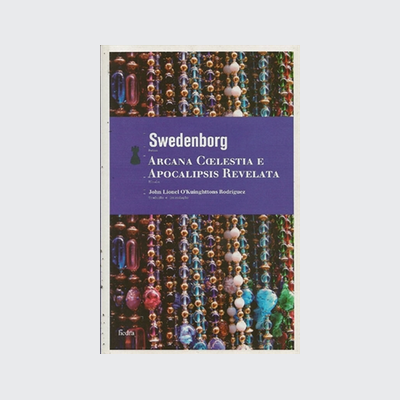 Swedenborg
ARCANA CŒLESTIA E
APOCALIPSIS REVELATA
John Lionel O'Kuinghttons Rodríguez
hedra